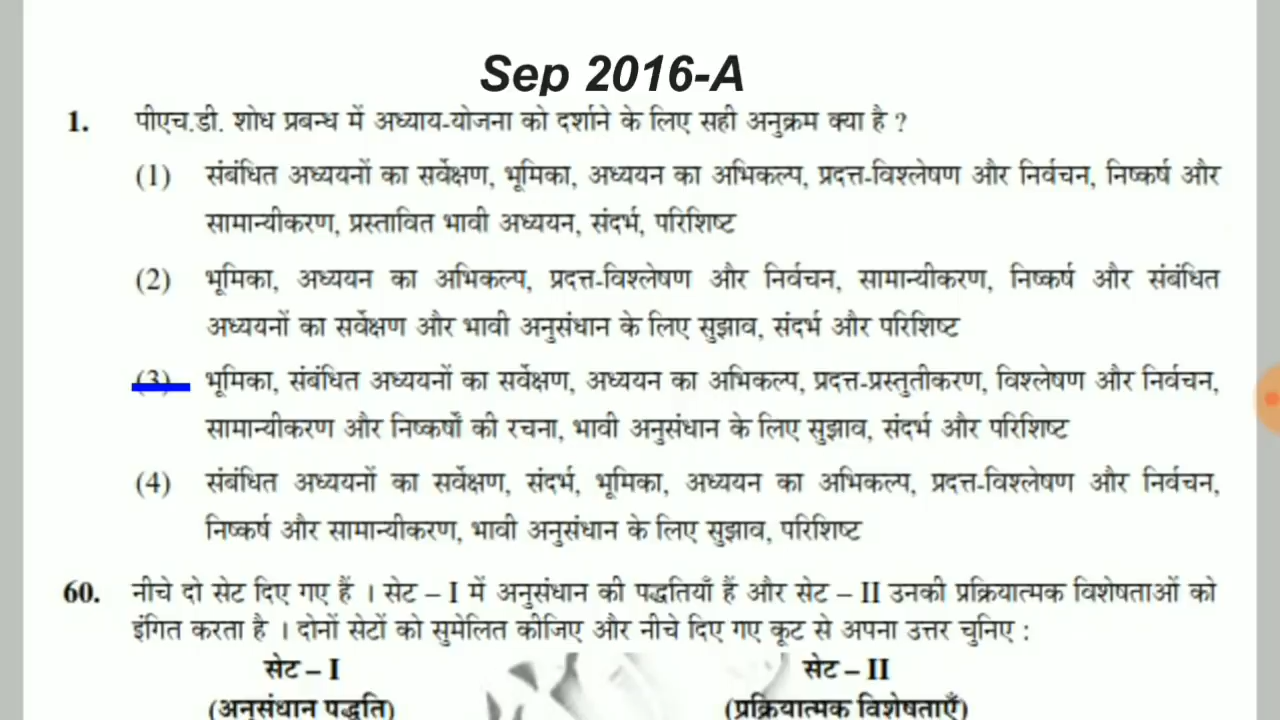 Sep 2016-A
1. पीएच.डी. शोध प्रबन्ध में अध्याय-योजना को दर्शाने के लिए सही अनुक्रम क्या है ?
(1) संबंधित अध्ययनों का सर्वेक्षण, भूमिका, अध्ययन का अभिकल्प, प्रदत्त-विश्लेषण और निर्वचन, निष्कर्ष और
सामान्यीकरण, प्रस्तावित भावी अध्ययन, संदर्भ, परिशिष्ट
(2) भूमिका, अध्ययन का अभिकल्प, प्रदत्त-विश्लेषण और निर्वचन, सामान्यीकरण, निष्कर्ष और संबंधित
अध्ययनों का सर्वेक्षण और भावी अनुसंधान के लिए सुझाव, संदर्भ और परिशिष्ट
(3) भूमिका, संबंधित अध्ययनों का सर्वेक्षण, अध्ययन का अभिकल्प, प्रदत्त-प्रस्तुतीकरण, विश्लेषण और निर्वचन,
सामान्यीकरण और निष्कर्षों की रचना, भावी अनुसंधान के लिए सुझाव, संदर्भ और परिशिष्ट
(4) संबंधित अध्ययनों का सर्वेक्षण, संदर्भ, भूमिका, अध्ययन का अभिकल्प, प्रदत्त-विश्लेषण और निर्वचन,
निष्कर्ष और सामान्यीकरण, भावी अनुसंधान के लिए सुझाव, परिशिष्ट
60. नीचे दो सेट दिए गए हैं । सेट – I में अनुसंधान की पद्धतियाँ हैं और सेट – II उनकी प्रक्रियात्मक विशेषताओं को
इंगित करता है । दोनों सेटों को सुमेलित कीजिए और नीचे दिए गए कूट से अपना उत्तर चुनिए :
सेट – I सेट – II
(अनुसंधान पद्धति) (प्रक्रियात्मक विशेषताएँ)